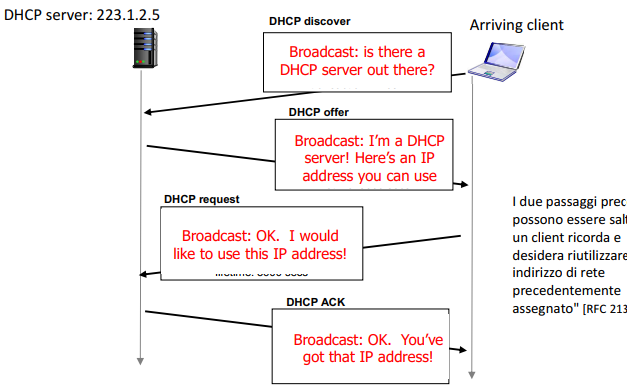 DHCP server: 223.1.2.5
Arriving client
DHCP discover
Broadcast: is there a
DHCP server out there?
DHCP offer
Broadcast: I'm a DHCP
server! Here's an IP
address you can use
DHCP request
Broadcast: OK.  I would
like to use this IP address!
I due passaggi prec
possono essere salt
un client ricorda e
desidera riutilizzare
indirizzo di rete
precedentemente
assegnato" [RFC 213
DHCP ACK
Broadcast: OK.  You've
got that IP address!